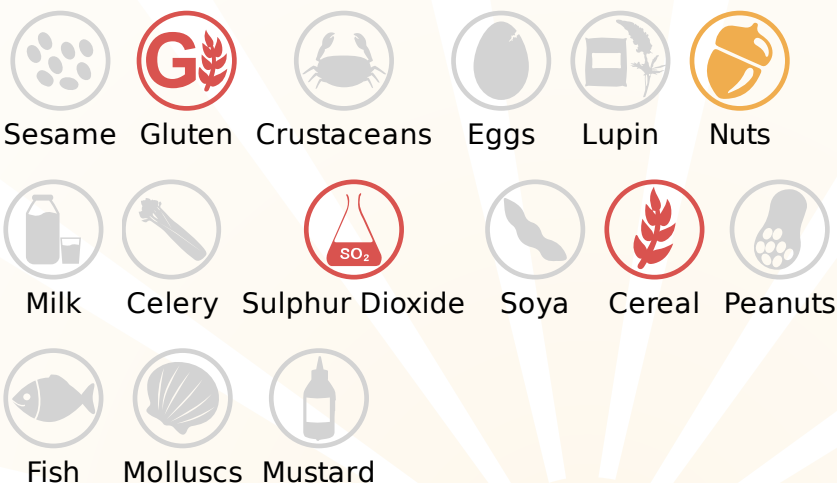 G
Sesame Gluten Crustaceans Eggs Lupin Nuts
SO₂
Milk Celery Sulphur Dioxide Soya Cereal Peanuts
Fish Molluscs Mustard